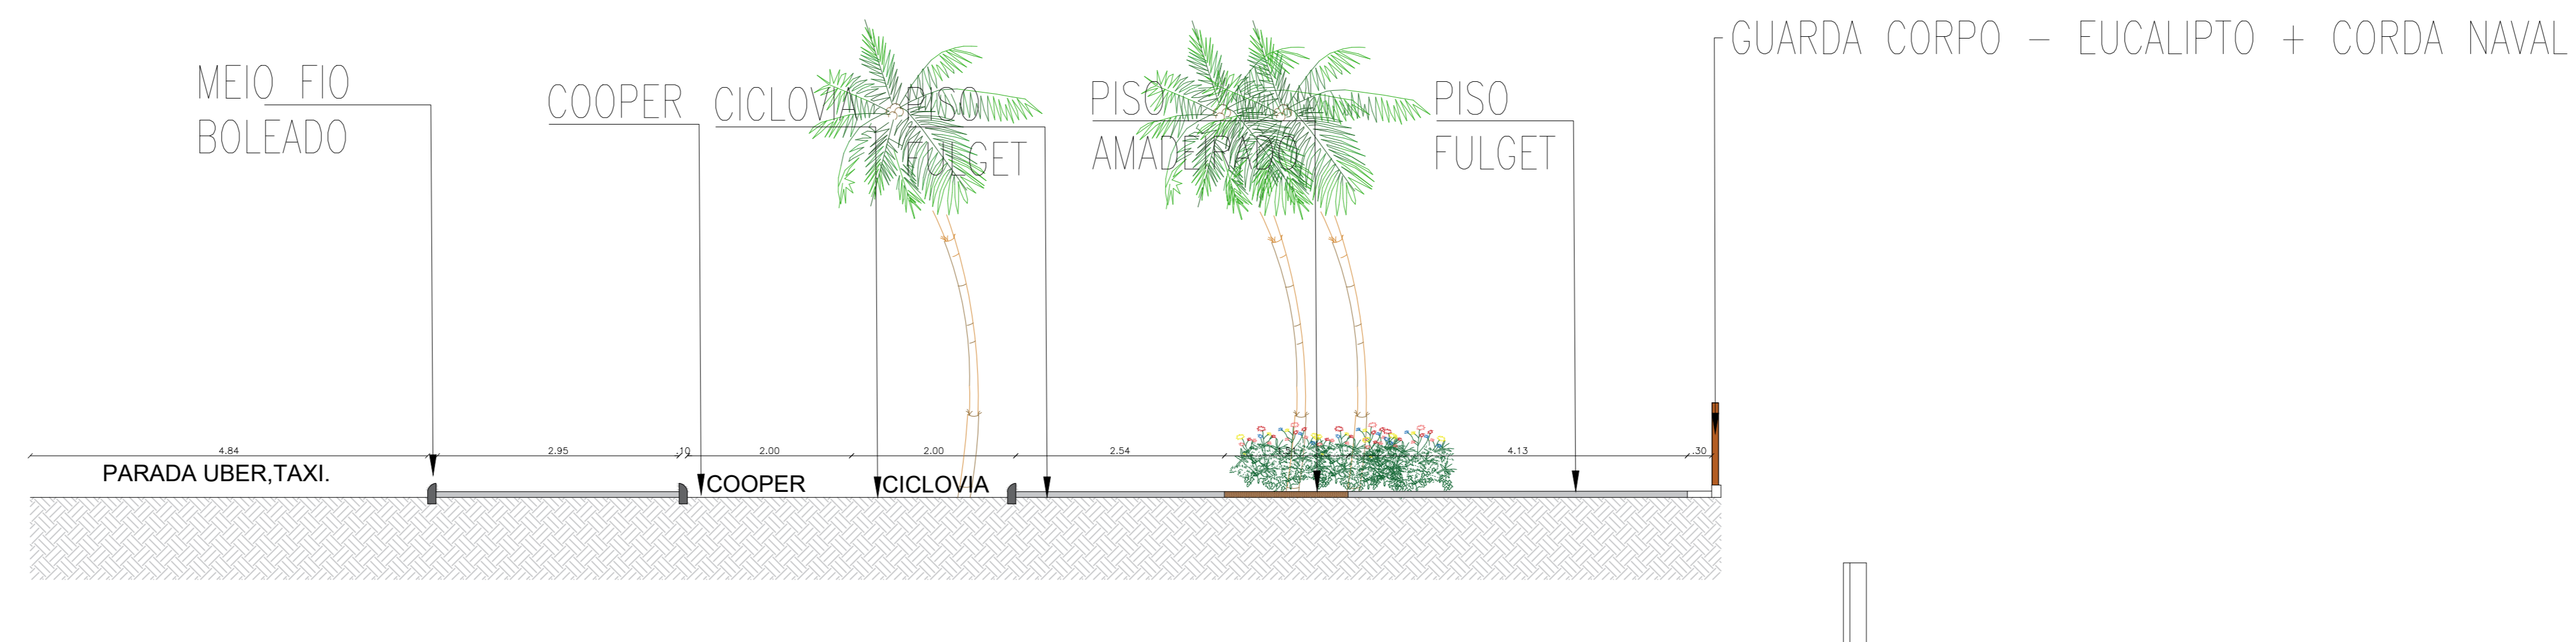 GUARDA CORPO - EUCALIPTO + CORDA NAVAL
MEIO FIO
BOLEADO
COOPER
CICLOVIA
PISO
FULGET
PISO
AMADEIRADO
PISO
FULGET
4.84
2.95
.10
2.00
2.00
2.54
4.13
.30
PARADA UBER,TAXI.
COOPER
CICLOVIA